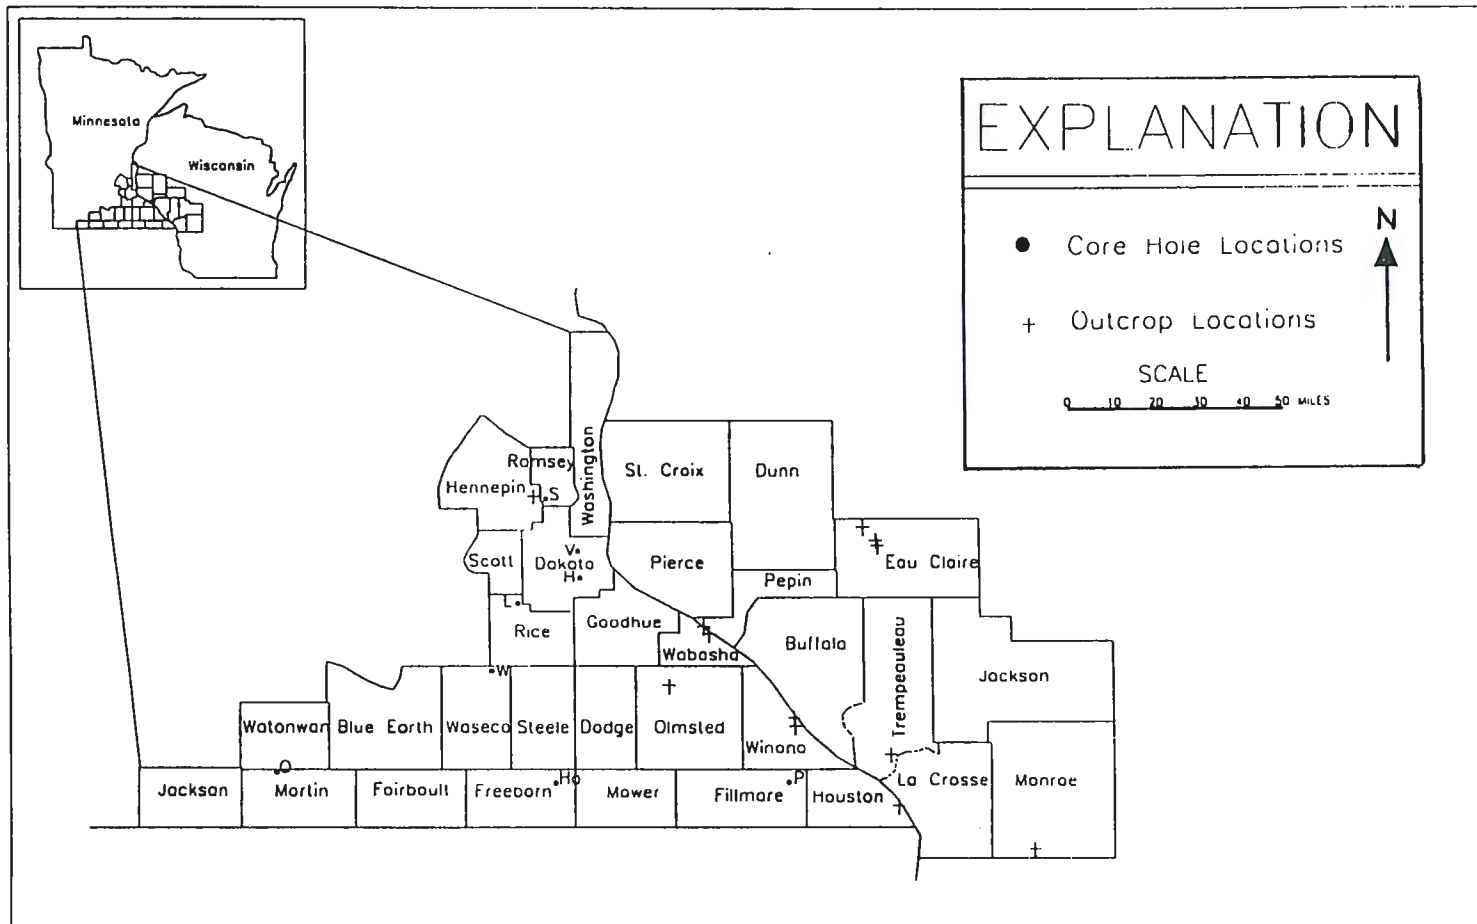 Minnesota
Wisconsin
EXPLANATION
N
Core Hole Locations
Outcrop Locations
SCALE
0 10 20 30 40 50 MILES
Washington
Ramsey
Hennepin
S
St. Croix
Dunn
Scott
V
Dakota
H
Pierce
Pepin
Eau Claire
L
Rice
Goodhue
Wabasha
Buffalo
Trempeauleau
Jackson
W
Watonwan
Blue Earth
Waseca
Steele
Dodge
Olmsted
Winona
O
Jackson
Martin
Fairboult
Freeborn
Ho
Mower
Fillmore
P
Houston
La Crosse
Monroe